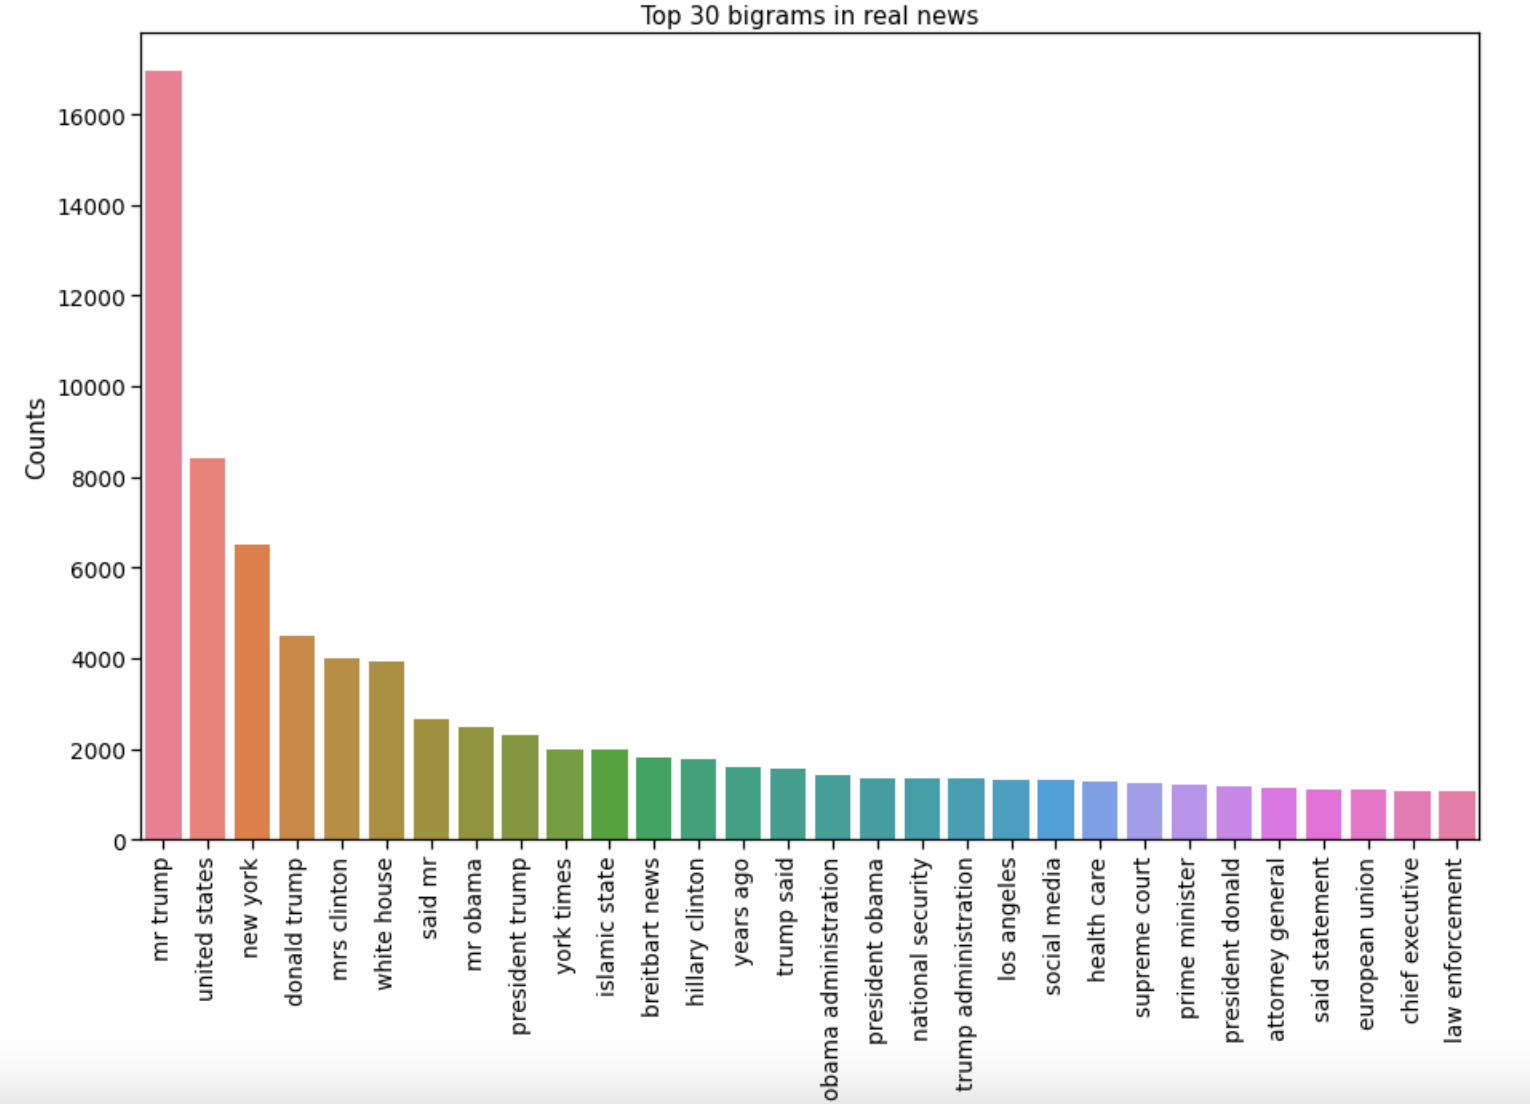 Top 30 bigrams in real news
Counts
16000
14000
12000
10000
8000
6000
4000
2000
0
mr trump
united states
new york
donald trump
mrs clinton
white house
said mr
mr obama
president trump
york times
islamic state
breitbart news
hillary clinton
years ago
trump said
obama administration
president obama
national security
trump administration
los angeles
social media
health care
supreme court
prime minister
president donald
attorney general
said statement
european union
chief executive
law enforcement